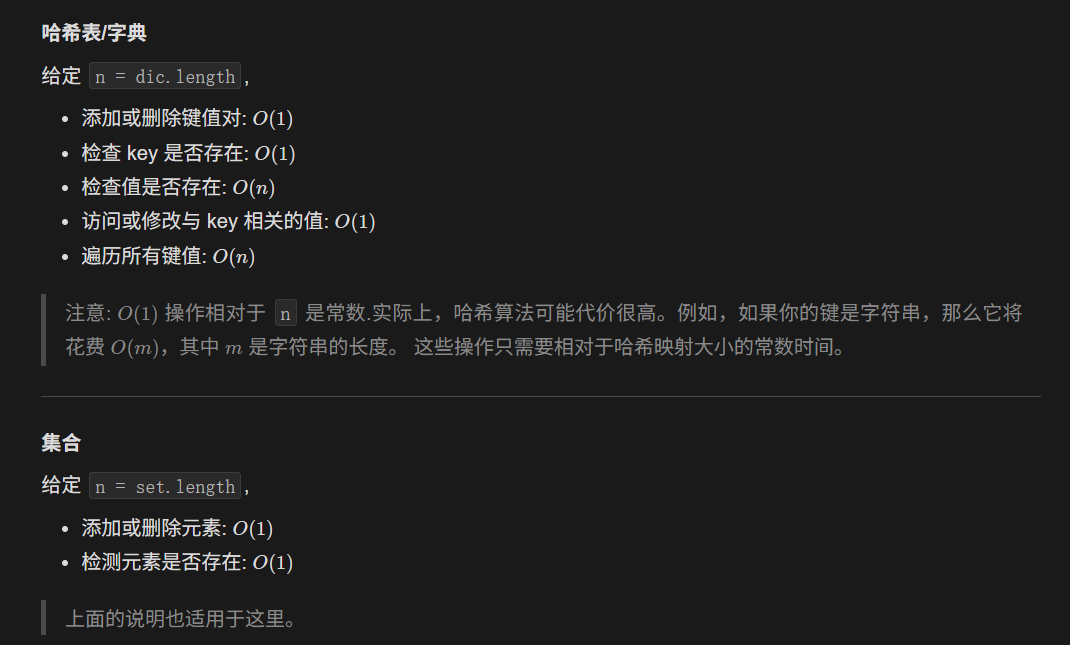 哈希表/字典
给定 n = dic.length,
• 添加或删除键值对: O(1)
• 检查 key 是否存在: O(1)
• 检查值是否存在: O(n)
• 访问或修改与 key 相关的值: O(1)
• 遍历所有键值: O(n)
注意: O(1) 操作相对于 n 是常数.实际上，哈希算法可能代价很高。例如，如果你的键是字符串，那么它将
花费 O(m)，其中 m 是字符串的长度。 这些操作只需要相对于哈希映射大小的常数时间。
集合
给定 n = set.length,
• 添加或删除元素: O(1)
• 检测元素是否存在: O(1)
上面的说明也适用于这里。